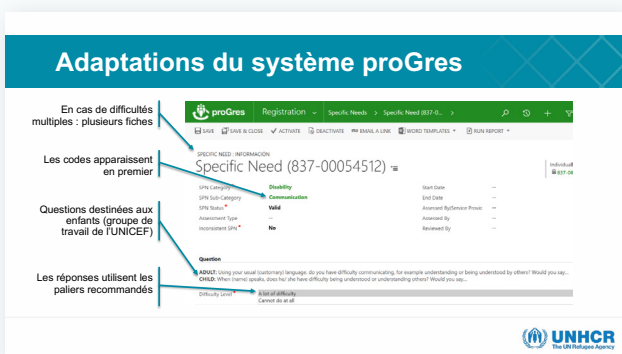 Adaptations du système proGres
En cas de difficultés
multiples : plusieurs fiches
Les codes apparaissent
en premier
Questions destinées aux
enfants (groupe de
travail de l'UNICEF)
Les réponses utilisent les
paliers recommandés
proGres Registration Specific Needs > Specific Need (837-0... >
SAVE SAVE & CLOSE ACTIVATE DEACTIVATE EMAIL A LINK WORD TEMPLATES RUN REPORT
SPECIFIC NEED : INFORMACIÓN
Specific Need (837-00054512)
Individual
SPN Category Disability Start Date --
SPN Sub-Category Communication End Date --
SPN Status * Valid Assessed By/Service Provic --
Assessment Type -- Assessed By --
Inconsistent SPN * No Reviewed By --
Question
ADULT: Using your usual (customary) language, do you have difficulty communicating, for example understanding or being understood by others? Would you say...
CHILD: When (name) speaks, does he/ she have difficulty being understood or understanding others? Would you say...
Difficulty Level * A lot of difficulty
Cannot do at all
UNHCR
The UN Refugee Agency